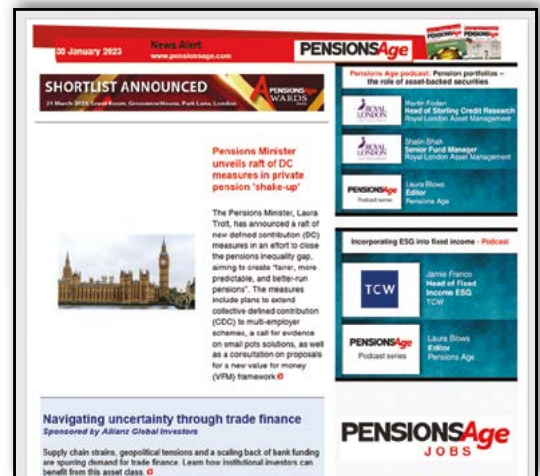 30 January 2023
News Alert
www.pensionsage.com
PENSIONSAge
SHORTLIST ANNOUNCED
21 March 2023, Great Room, Grosvenor House, Park Lane, London
PENSIONSAge
AWARDS
Pensions Minister
unveils raft of DC
measures in private
pension 'shake-up'
The Pensions Minister, Laura
Trott, has announced a raft of
new defined contribution (DC)
measures in an effort to close
the pensions inequality gap,
aiming to create "fairer, more
predictable, and better-run
pensions". The measures
include plans to extend
collective defined contribution
(CDC) to multi-employer
schemes, a call for evidence
on small pots solutions, as well
as a consultation on proposals
for a new value for money
(VFM) framework
Navigating uncertainty through trade finance
Sponsored by Allianz Global Investors
Supply chain strains, geopolitical tensions and a scaling back of bank funding
are spurring demand for trade finance. Learn how institutional investors can
benefit from this asset class.
Pensions Age podcast: Pension portfolios –
the role of asset-backed securities
ROYAL
LONDON
Martin Foden
Head of Sterling Credit Research
Royal London Asset Management
ROYAL
LONDON
Shalin Shah
Senior Fund Manager
Royal London Asset Management
PENSIONSAge
Podcast series
Laura Blows
Editor
Pensions Age
Incorporating ESG into fixed income - Podcast
TCW
Jamie Franco
Head of Fixed
Income ESG
TCW
PENSIONSAge
Podcast series
Laura Blows
Editor
Pensions Age
PENSIONSAge
JOBS